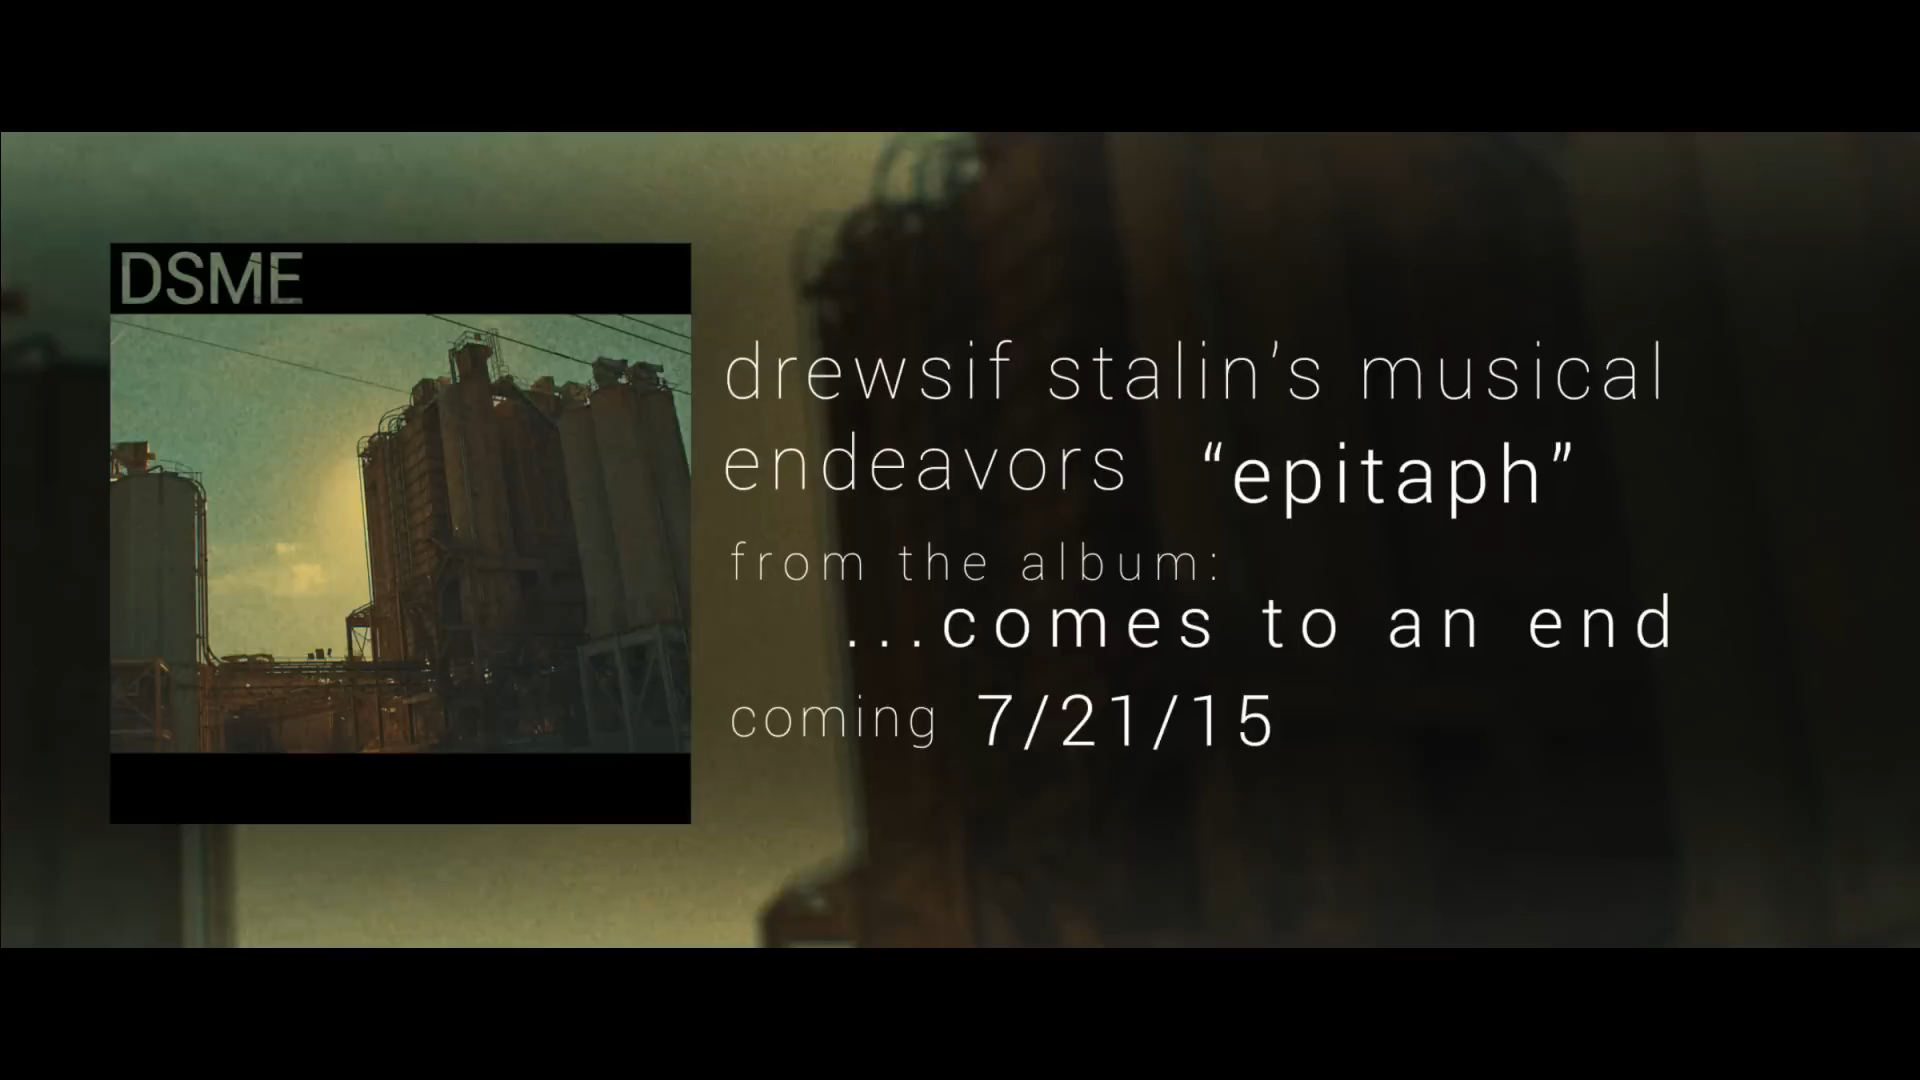 DSME
drewsif stalin’s musical
endeavors “epitaph”
from the album:
...comes to an end
coming 7/21/15